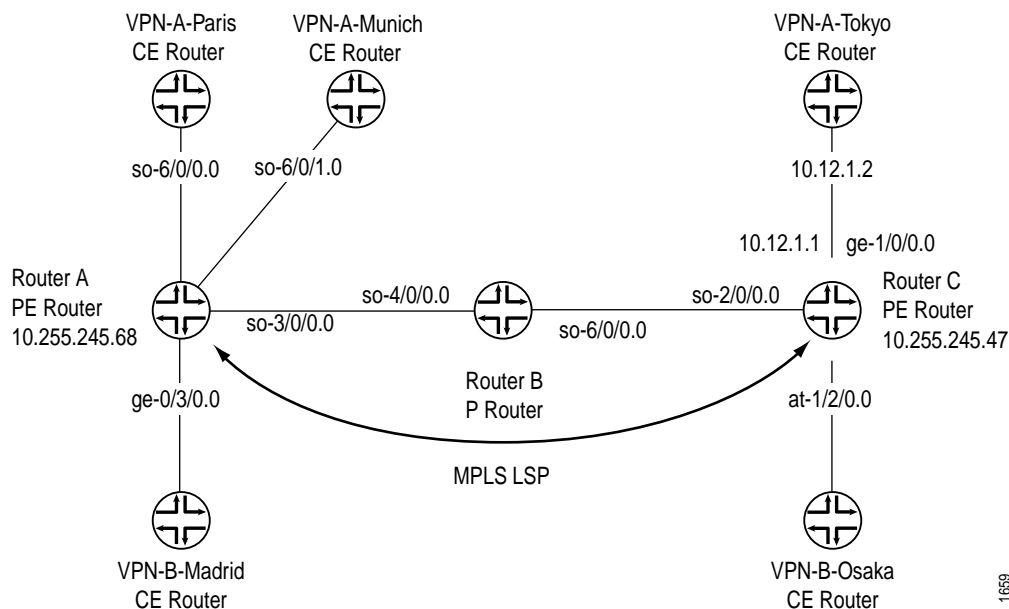 VPN-A-Paris
CE Router
VPN-A-Munich
CE Router
VPN-A-Tokyo
CE Router
so-6/0/0.0
so-6/0/1.0
10.12.1.2
10.12.1.1
ge-1/0/0.0
Router A
PE Router
10.255.245.68
so-4/0/0.0
so-3/0/0.0
so-2/0/0.0
so-6/0/0.0
Router C
PE Router
10.255.245.47
Router B
P Router
ge-0/3/0.0
at-1/2/0.0
MPLS LSP
VPN-B-Madrid
CE Router
VPN-B-Osaka
CE Router
1659